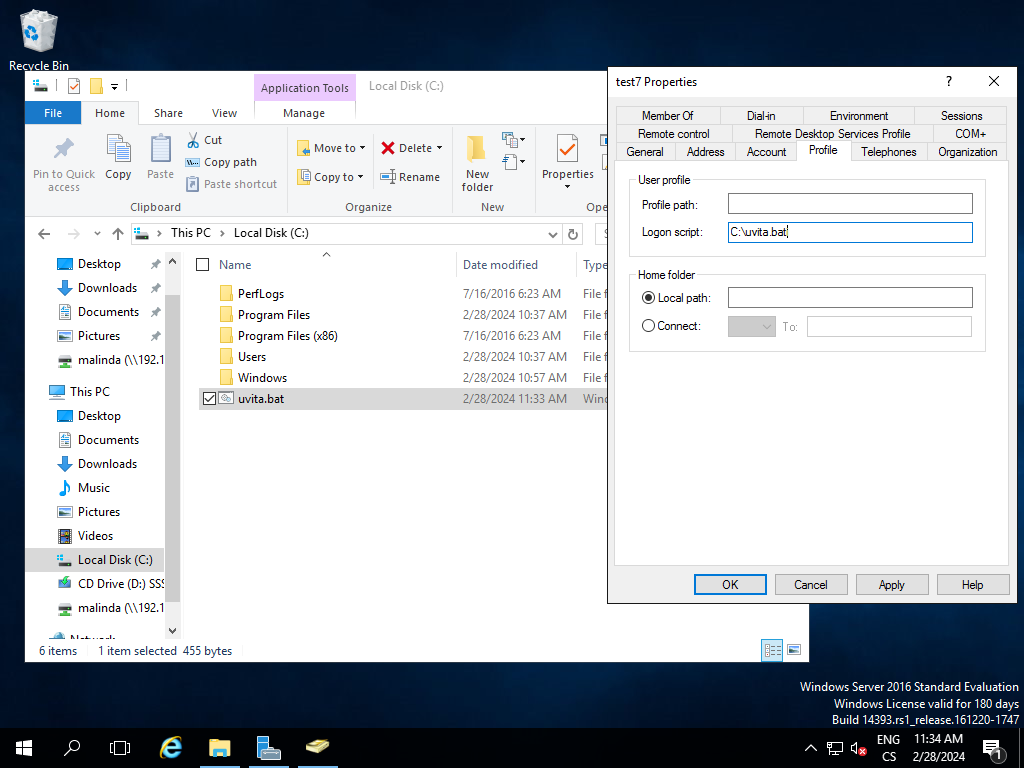 Recycle Bin
Application Tools
Local Disk (C:)
File
Home
Share
View
Manage
Pin to Quick access
Copy
Paste
Cut
Copy path
Paste shortcut
Clipboard
Move to
Copy to
Delete
Rename
Organize
New folder
New
Properties
This PC
Local Disk (C:)
Desktop
Downloads
Documents
Pictures
malinda (\\192.1
This PC
Desktop
Documents
Downloads
Music
Pictures
Videos
Local Disk (C:)
CD Drive (D:) SS
malinda (\\192.1
Network
Name
Date modified
Type
PerfLogs
7/16/2016 6:23 AM
File f
Program Files
2/28/2024 10:37 AM
File f
Program Files (x86)
7/16/2016 6:23 AM
File f
Users
2/28/2024 10:37 AM
File f
Windows
2/28/2024 10:57 AM
File f
uvita.bat
2/28/2024 11:33 AM
Wind
6 items
1 item selected 455 bytes
test7 Properties
?
Member Of
Dial-in
Environment
Sessions
Remote control
Remote Desktop Services Profile
COM+
General
Address
Account
Profile
Telephones
Organization
User profile
Profile path:
Logon script:
C:\uvita.bat
Home folder
Local path:
Connect:
To:
OK
Cancel
Apply
Help
Windows Server 2016 Standard Evaluation
Windows License valid for 180 days
Build 14393.rs1_release.161220-1747
ENG
CS
11:34 AM
2/28/2024
1